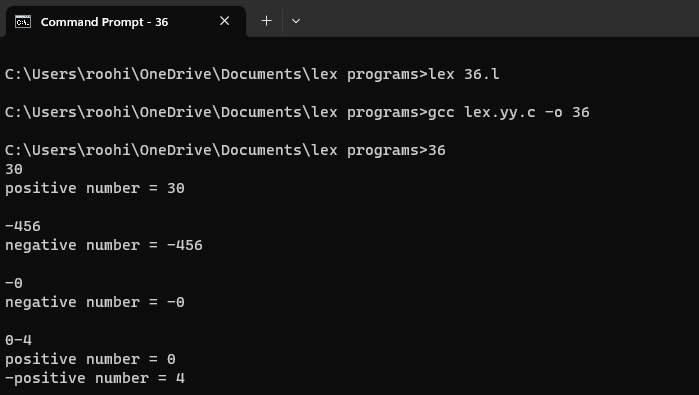 Command Prompt - 36
C:\Users\roohi\OneDrive\Documents\lex programs>lex 36.l
C:\Users\roohi\OneDrive\Documents\lex programs>gcc lex.yy.c -o 36
C:\Users\roohi\OneDrive\Documents\lex programs>36
30
positive number = 30
-456
negative number = -456
-0
negative number = -0
0-4
positive number = 0
-positive number = 4